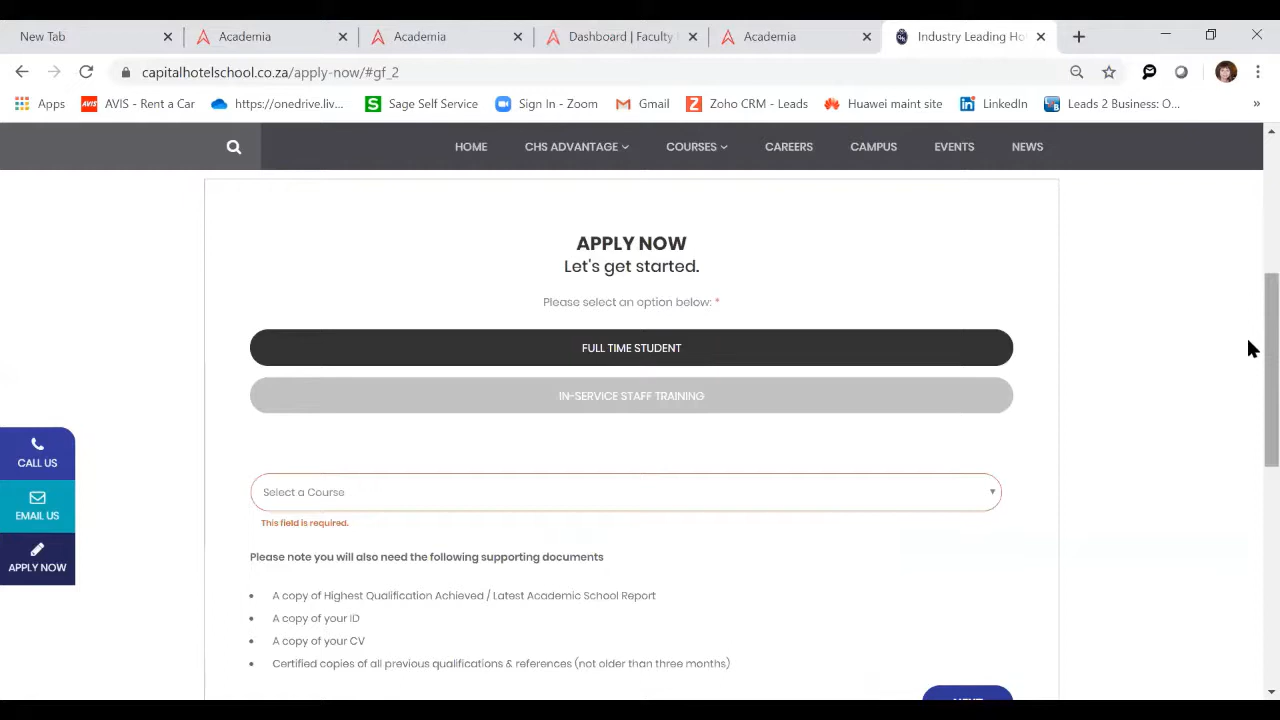 New Tab
Academia
Academia
Dashboard | Faculty
Academia
Industry Leading Ho
capitalhotelschool.co.za/apply-now/#gf_2
Apps
AVIS - Rent a Car
https://onedrive.liv...
Sage Self Service
Sign In - Zoom
Gmail
Zoho CRM - Leads
Huawei maint site
LinkedIn
Leads 2 Business: O...
HOME
CHS ADVANTAGE
COURSES
CAREERS
CAMPUS
EVENTS
NEWS
APPLY NOW
Let's get started.
Please select an option below: *
FULL TIME STUDENT
IN-SERVICE STAFF TRAINING
CALL US
EMAIL US
APPLY NOW
Select a Course
This field is required.
Please note you will also need the following supporting documents
• A copy of Highest Qualification Achieved / Latest Academic School Report
• A copy of your ID
• A copy of your CV
• Certified copies of all previous qualifications & references (not older than three months)
NEXT